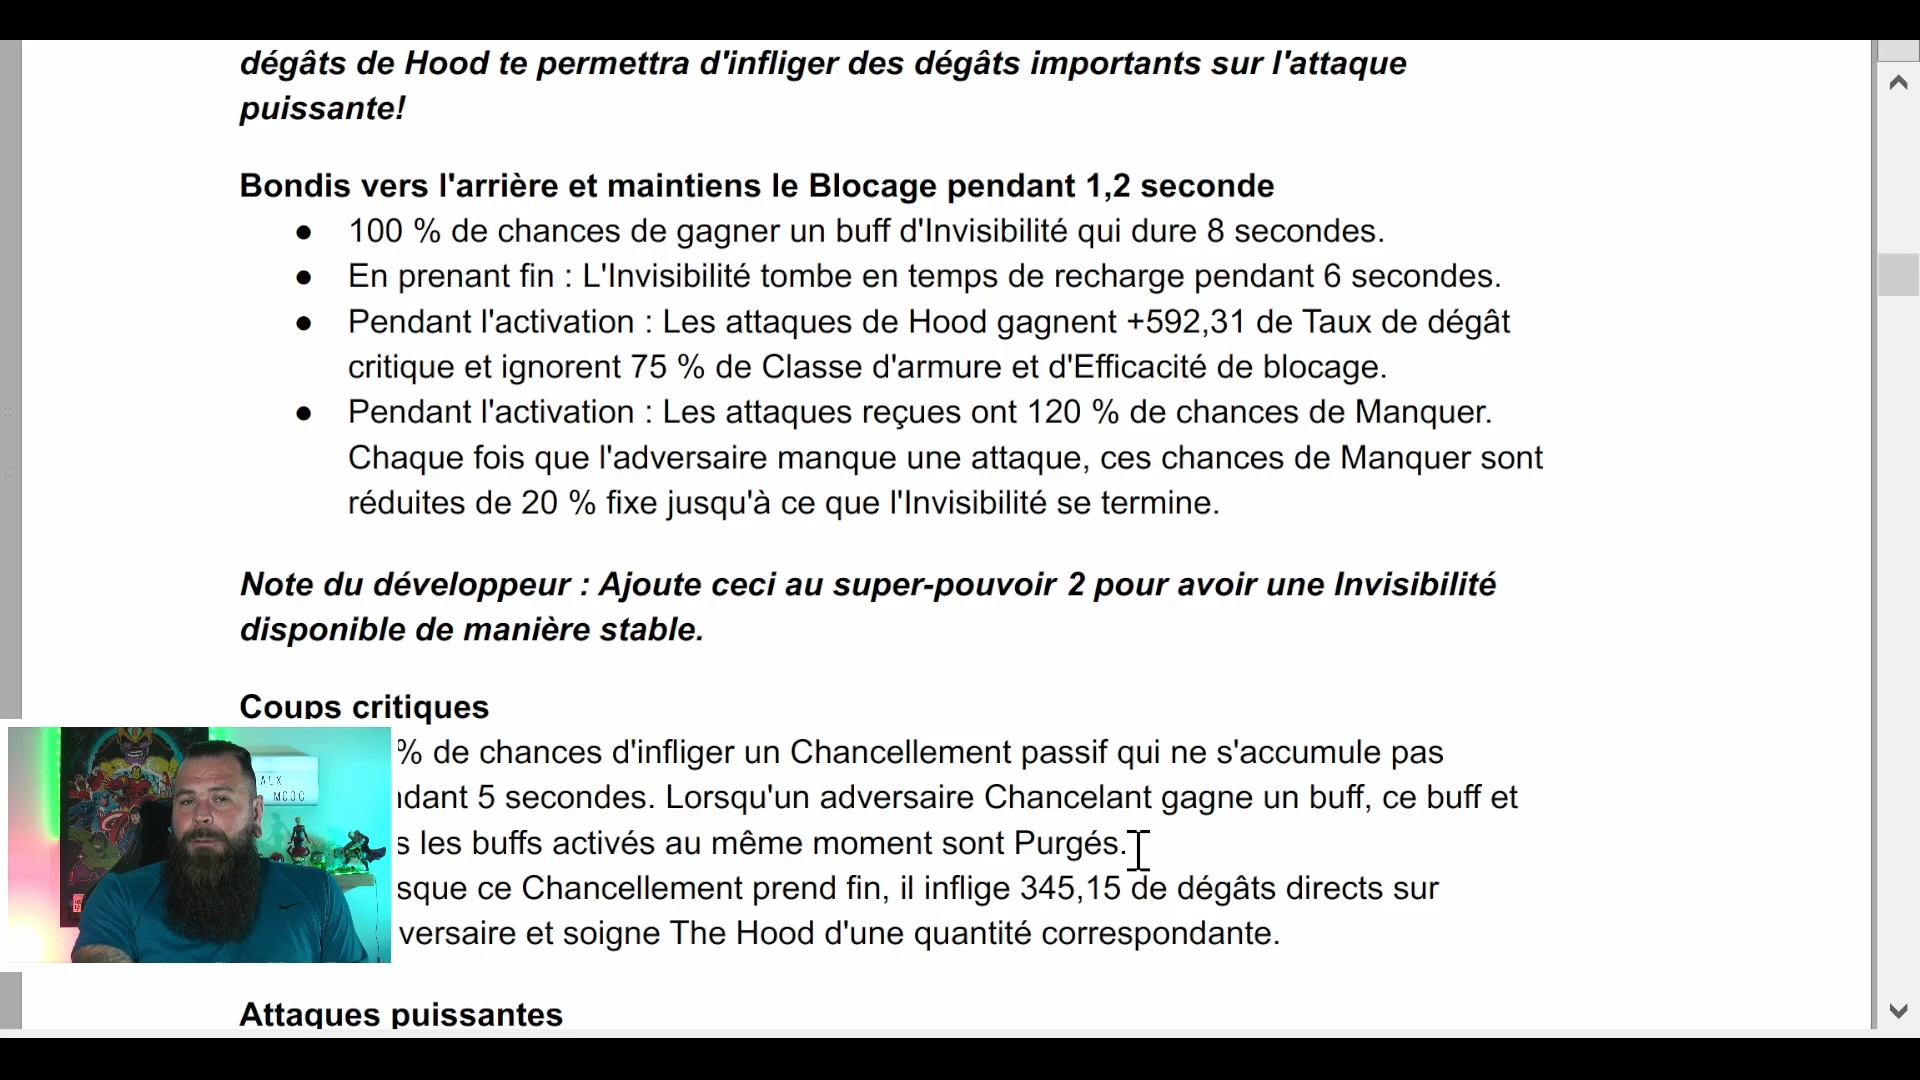 dégâts de Hood te permettra d'infliger des dégâts importants sur l'attaque
puissante!
Bondis vers l'arrière et maintiens le Blocage pendant 1,2 seconde
● 100 % de chances de gagner un buff d'Invisibilité qui dure 8 secondes.
● En prenant fin : L'Invisibilité tombe en temps de recharge pendant 6 secondes.
● Pendant l'activation : Les attaques de Hood gagnent +592,31 de Taux de dégât
critique et ignorent 75 % de Classe d'armure et d'Efficacité de blocage.
● Pendant l'activation : Les attaques reçues ont 120 % de chances de Manquer.
Chaque fois que l'adversaire manque une attaque, ces chances de Manquer sont
réduites de 20 % fixe jusqu'à ce que l'Invisibilité se termine.
Note du développeur : Ajoute ceci au super-pouvoir 2 pour avoir une Invisibilité
disponible de manière stable.
Coups critiques
% de chances d'infliger un Chancellement passif qui ne s'accumule pas
ndant 5 secondes. Lorsqu'un adversaire Chancelant gagne un buff, ce buff et
s les buffs activés au même moment sont Purgés.
sque ce Chancellement prend fin, il inflige 345,15 de dégâts directs sur
versaire et soigne The Hood d'une quantité correspondante.
Attaques puissantes
ALX
MCOC